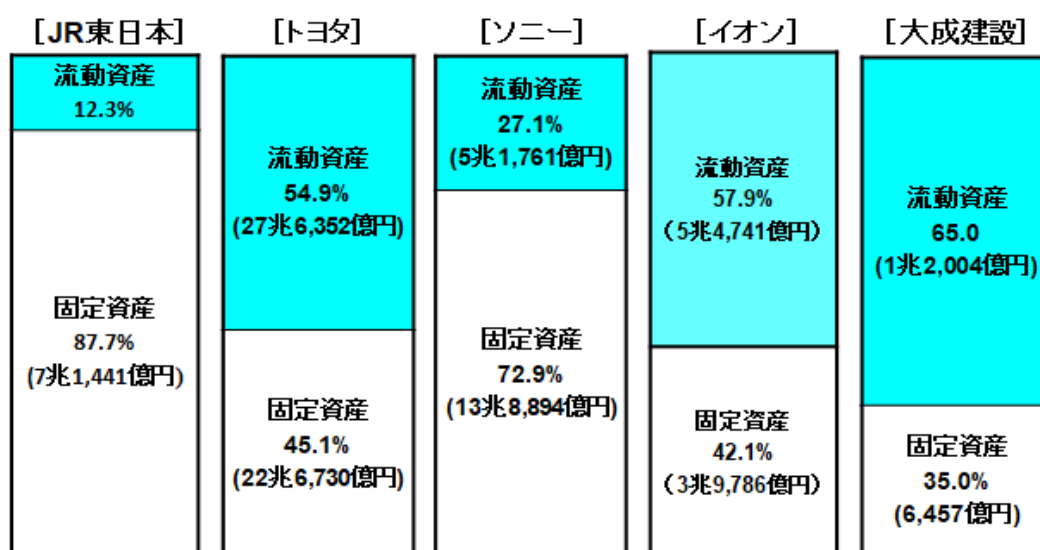 [JR東日本]
流動資産
12.3%
固定資産
87.7%
(7兆1,441億円)
[トヨタ]
流動資産
54.9%
(27兆6,352億円)
固定資産
45.1%
(22兆6,730億円)
[ソニー]
流動資産
27.1%
(5兆1,761億円)
固定資産
72.9%
(13兆8,894億円)
[イオン]
流動資産
57.9%
（5兆4,741億円）
固定資産
42.1%
（3兆9,786億円）
[大成建設]
流動資産
65.0
(1兆2,004億円)
固定資産
35.0%
(6,457億円)